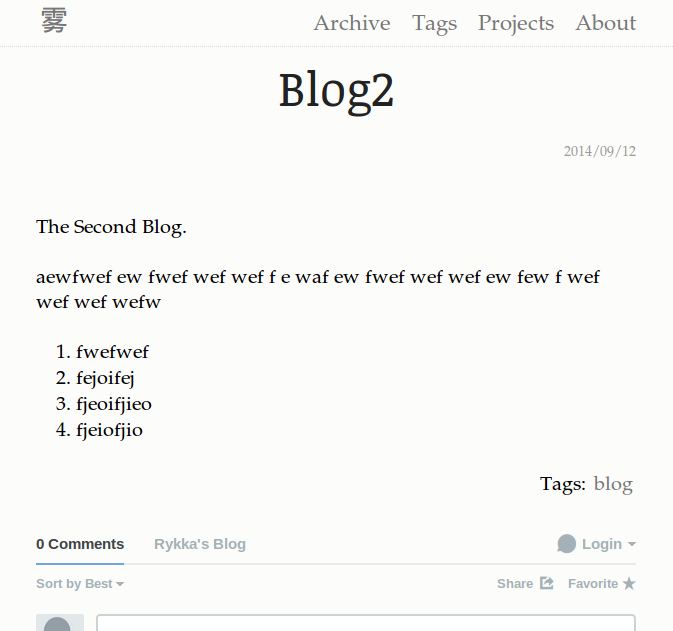 雾 Archive Tags Projects About
Blog2
2014/09/12
The Second Blog.
aewfwef ew fwef wef wef f e waf ew fwef wef wef ew few f wef
wef wef wefw
1. fwefwef
2. fejoifej
3. fjeoifjieo
4. fjeiofjio
Tags: blog
0 Comments Rykka's Blog Login
Sort by Best Share Favorite